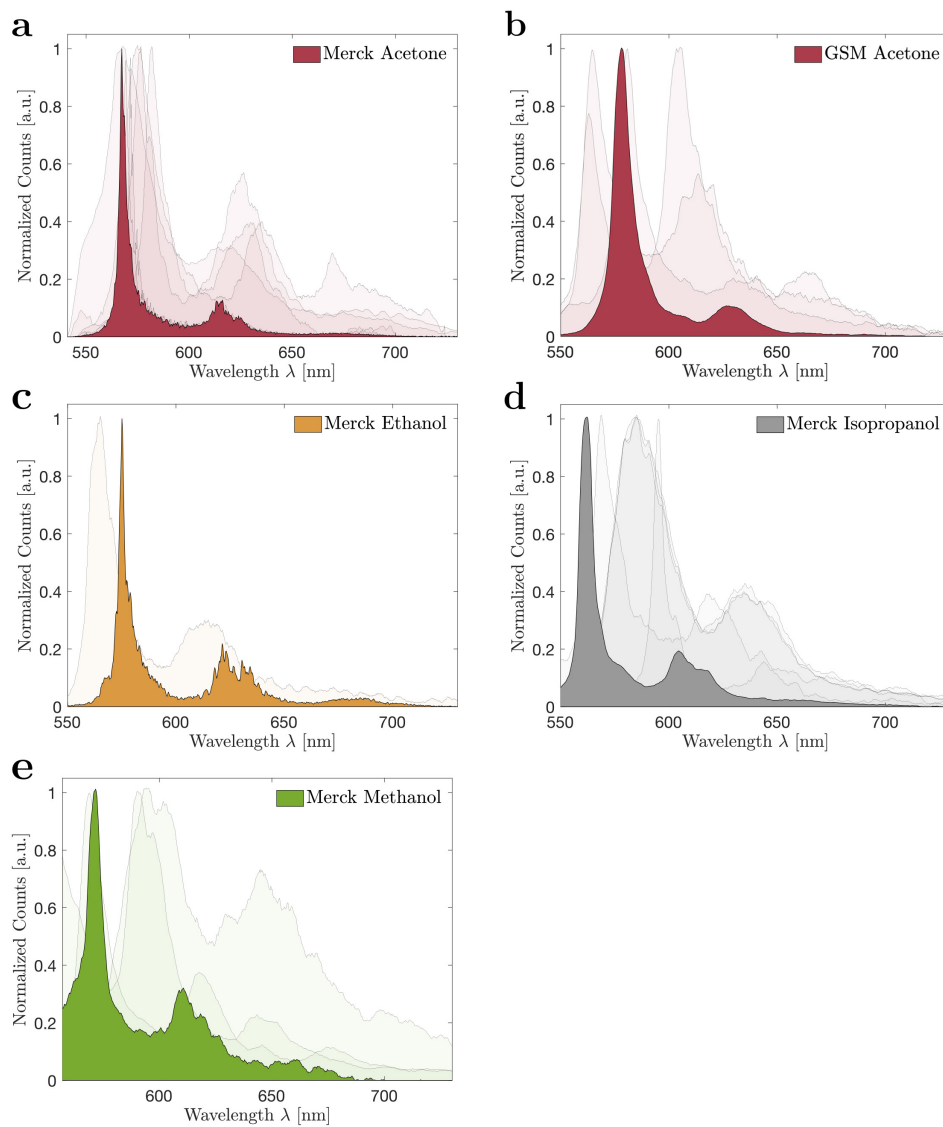 a
Merck Acetone
Normalized Counts [a.u.]
1
0.8
0.6
0.4
0.2
0
550
600
650
700
Wavelength λ [nm]
b
GSM Acetone
Normalized Counts [a.u.]
1
0.8
0.6
0.4
0.2
0
550
600
650
700
Wavelength λ [nm]
c
Merck Ethanol
Normalized Counts [a.u.]
1
0.8
0.6
0.4
0.2
0
550
600
650
700
Wavelength λ [nm]
d
Merck Isopropanol
Normalized Counts [a.u.]
1
0.8
0.6
0.4
0.2
0
550
600
650
700
Wavelength λ [nm]
e
Merck Methanol
Normalized Counts [a.u.]
1
0.8
0.6
0.4
0.2
0
600
650
700
Wavelength λ [nm]